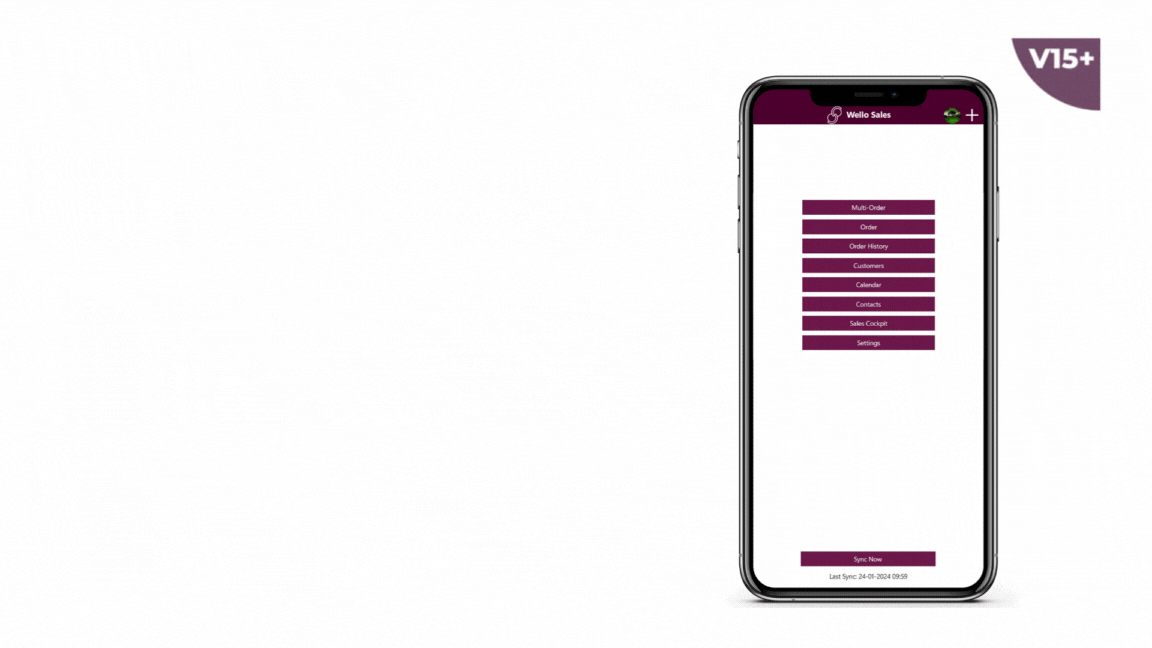 V15+
Wello Sales
Multi-Order
Order
Order History
Customers
Calendar
Contacts
Sales Cockpit
Settings
Sync Now
Last Sync: 24-01-2024 09:59